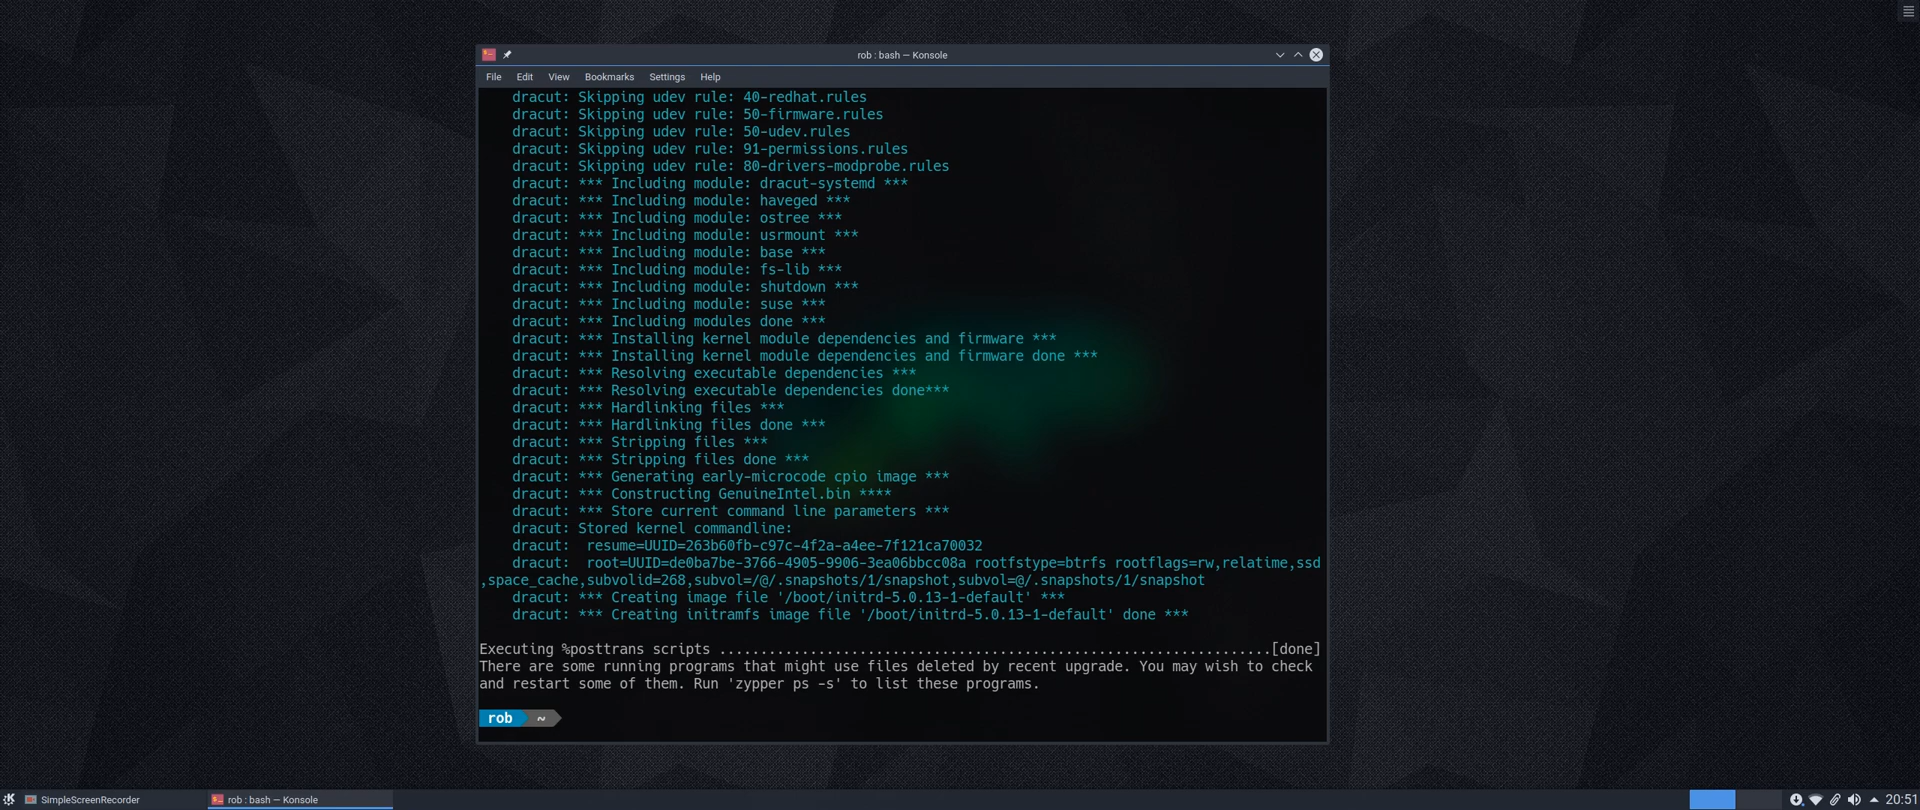 rob : bash — Konsole
File Edit View Bookmarks Settings Help
dracut: Skipping udev rule: 40-redhat.rules
dracut: Skipping udev rule: 50-firmware.rules
dracut: Skipping udev rule: 50-udev.rules
dracut: Skipping udev rule: 91-permissions.rules
dracut: Skipping udev rule: 80-drivers-modprobe.rules
dracut: *** Including module: dracut-systemd ***
dracut: *** Including module: haveged ***
dracut: *** Including module: ostree ***
dracut: *** Including module: usrmount ***
dracut: *** Including module: base ***
dracut: *** Including module: fs-lib ***
dracut: *** Including module: shutdown ***
dracut: *** Including module: suse ***
dracut: *** Including modules done ***
dracut: *** Installing kernel module dependencies and firmware ***
dracut: *** Installing kernel module dependencies and firmware done ***
dracut: *** Resolving executable dependencies ***
dracut: *** Resolving executable dependencies done***
dracut: *** Hardlinking files ***
dracut: *** Hardlinking files done ***
dracut: *** Stripping files ***
dracut: *** Stripping files done ***
dracut: *** Generating early-microcode cpio image ***
dracut: *** Constructing GenuineIntel.bin ****
dracut: *** Store current command line parameters ***
dracut: Stored kernel commandline:
dracut:  resume=UUID=263b60fb-c97c-4f2a-a4ee-7f121ca70032
dracut:  root=UUID=de0ba7be-3766-4905-9906-3ea06bbcc08a rootfstype=btrfs rootflags=rw,relatime,ssd
,space_cache,subvolid=268,subvol=/@/.snapshots/1/snapshot,subvol=@/.snapshots/1/snapshot
dracut: *** Creating image file '/boot/initrd-5.0.13-1-default' ***
dracut: *** Creating initramfs image file '/boot/initrd-5.0.13-1-default' done ***
Executing %posttrans scripts ...................................................................[done]
There are some running programs that might use files deleted by recent upgrade. You may wish to check
and restart some of them. Run 'zypper ps -s' to list these programs.
rob ~
SimpleScreenRecorder
rob : bash — Konsole
20:51